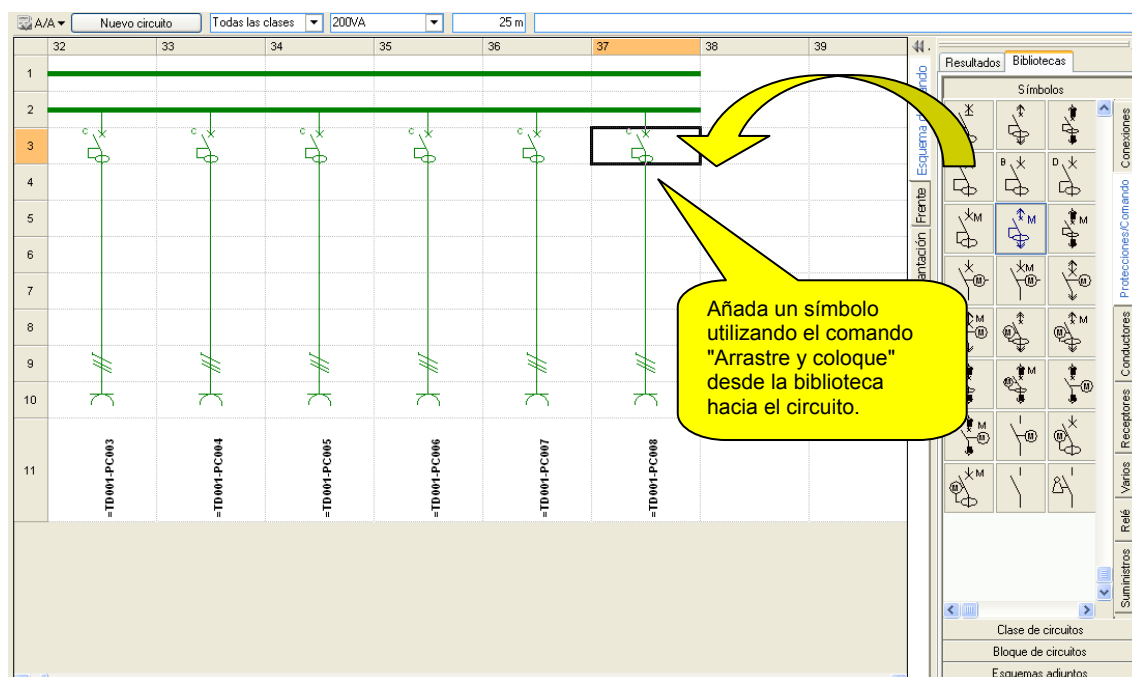 A/A
Nuevo circuito
Todas las clases
200VA
25 m
32 33 34 35 36 37 38 39
1
2
3
4
5
6
7
8
9
10
11
C C C C C C
=TD001-PC003
=TD001-PC004
=TD001-PC005
=TD001-PC006
=TD001-PC007
=TD001-PC008
Añada un símbolo
utilizando el comando
"Arrastre y coloque"
desde la biblioteca
hacia el circuito.
Esquema de mando
Frente
Resultados
Bibliotecas
Símbolos
B D
M M M
M M M
M M M M M
M M M
M M M
M M
Conexiones
Protecciones/Comando
Conductores
Receptores
Varios
Relé
Suministros
Clase de circuitos
Bloque de circuitos
Esquemas adjuntos